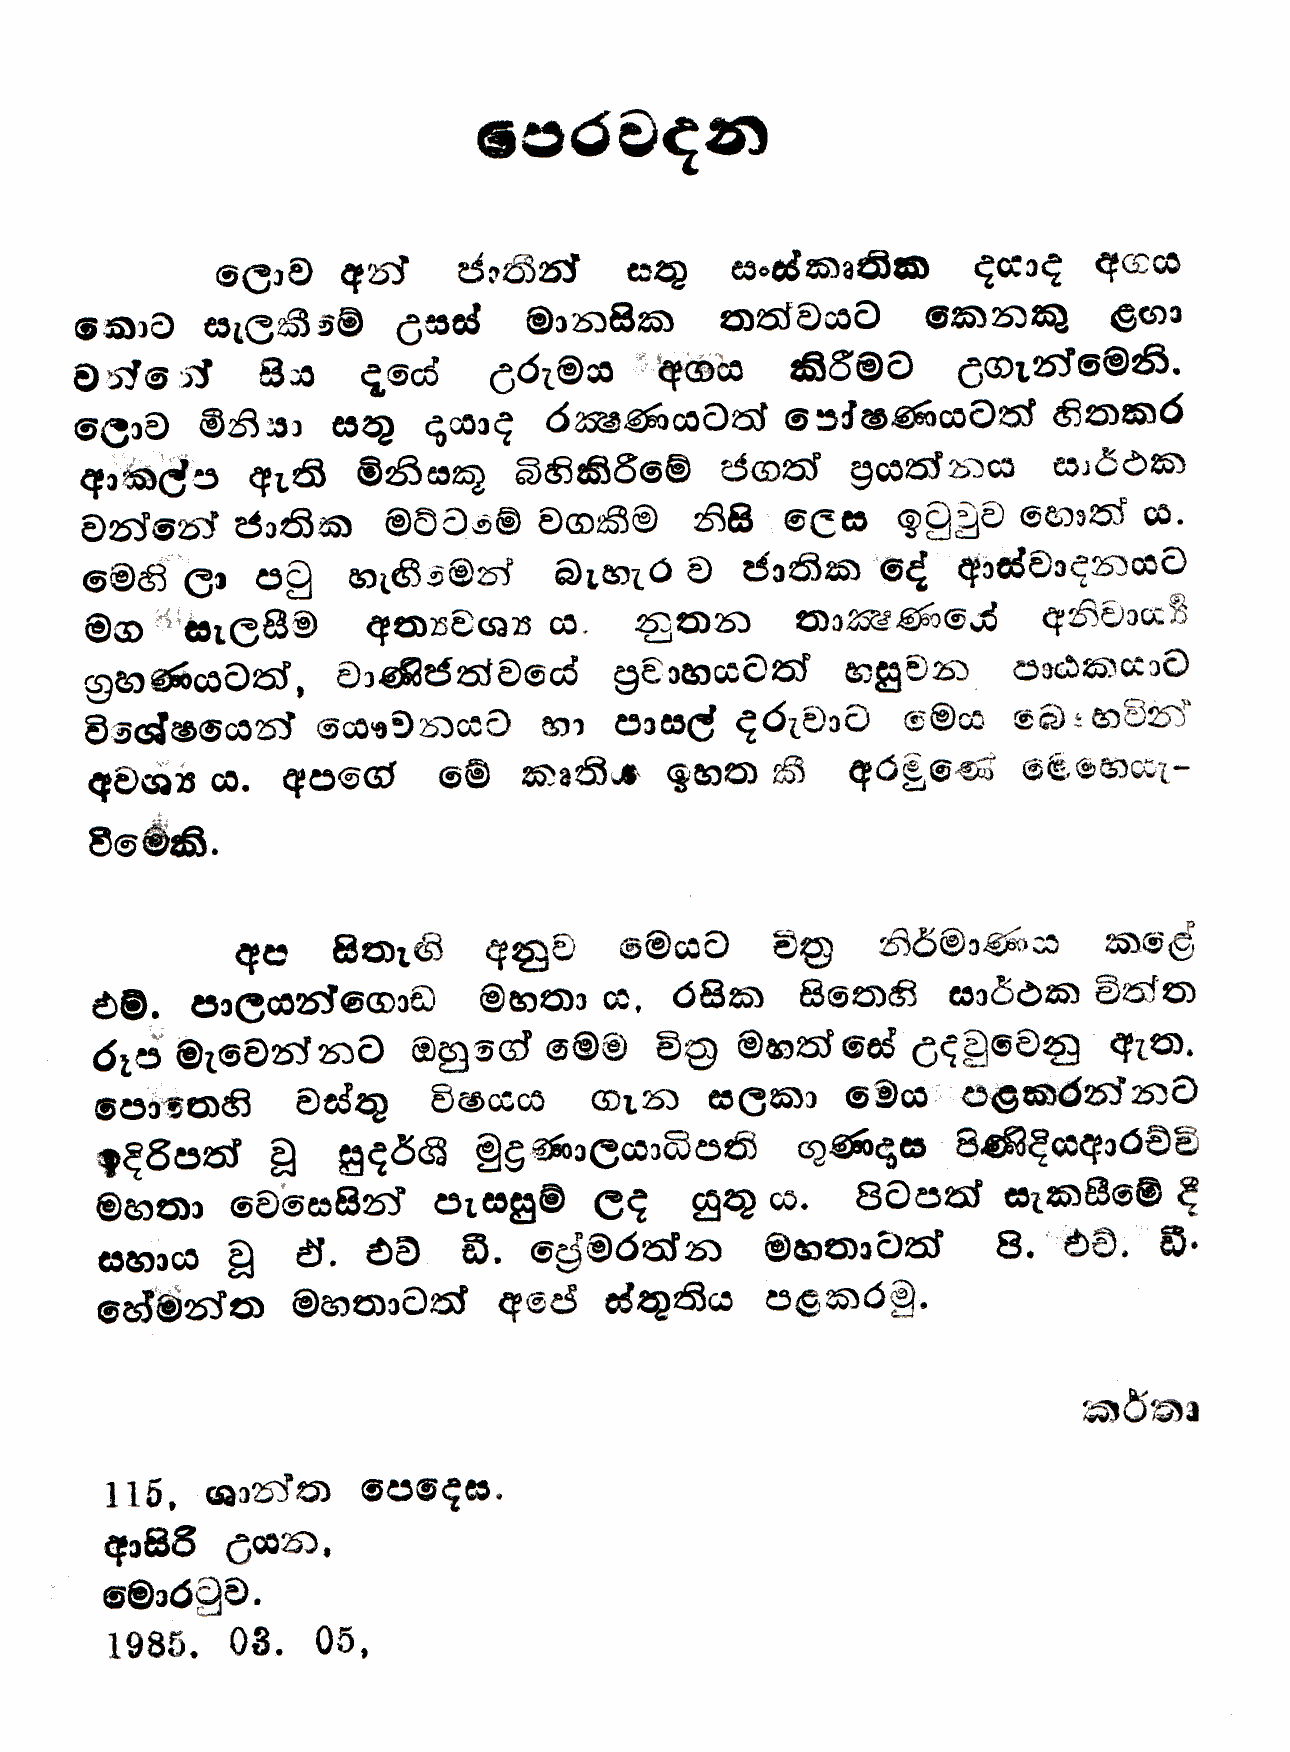 පෙරවදන
ලොව අන් ජාතීන් සතු සංස්කෘතික දයාද අගය
කොට සැලකීමේ උසස් මානසික තත්වයට කෙනකු ළඟා
වන්නේ සිය දෑයේ උරුමය අගය කිරීමට උගැන්මෙනි.
ලොව මිනියා සතු දායාද රක්‍ෂණයටත් පෝෂණයටත් හිතකර
ආකල්ප ඇති මිනිසකු බිහිකිරීමේ ජගත් ප්‍රයත්නය සාර්ථක
වන්නේ ජාතික මට්ටමේ වගකීම නිසි ලෙස ඉටුවුව හොත් ය.
මෙහි ලා පටු හැඟීමෙන් බැහැර ව ජාතික දේ ආස්වාදනයට
මග සැලසීම අත්‍යවශ්‍ය ය. නුතන තාක්‍ෂණයේ අනිවාර්‍ය්‍ය
ග්‍රහණයටත්, වාණිජත්වයේ ප්‍රවාහයටත් හසුවන පාඨකයාට
විශේෂයෙන් යෞවනයට හා පාසල් දරුවාට මෙය බෙහවින්
අවශ්‍ය ය. අපගේ මේ කෘතිය ඉහත කී අරමුණේ මෙහෙයැ-
වීමෙකි.
අප සිතැඟි අනුව මෙයට චිත්‍ර නිර්මාණය කළේ
එම්. පාලයන්ගොඩ මහතා ය, රසික සිතෙහි සාර්ථක චිත්ත
රූප මැවෙන්නට ඔහුගේ මෙම චිත්‍ර මහත් සේ උදවුවෙනු ඇත.
පොතෙහි වස්තු විෂයය ගැන සලකා මෙය පළකරන්නට
ඉදිරිපත් වූ සුදර්ශී මුද්‍රණාලයාධිපති ගුණදාස පිණිදියආරච්චි
මහතා වෙසෙසින් පැසසුම් ලද යුතු ය. පිටපත් සැකසීමේ දී
සහාය වූ ඒ. එච් ඩී. ප්‍රේමරත්න මහතාටත් පි. එච්. ඩී.
හේමන්ත මහතාටත් අපේ ස්තූතිය පළකරමු.
කර්තෘ
115, ශාන්ත පෙදෙස.
ආසිරි උයන,
මොරටුව.
1985. 03. 05,